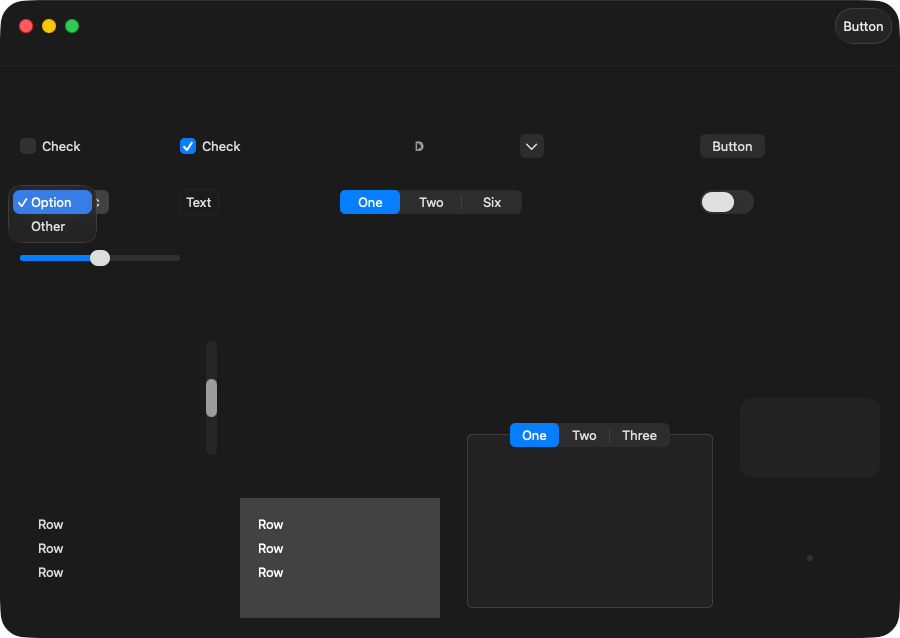 Button
Check
Check
Button
Option
Other
Text
One Two Six
One Two Three
Row
Row
Row
Row
Row
Row